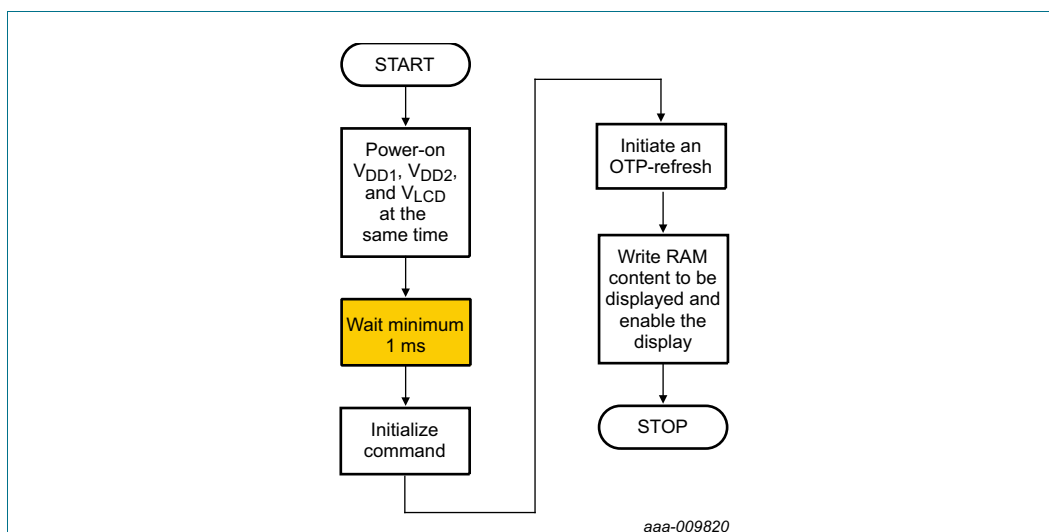 START
Power-on
VDD1, VDD2,
and VLCD
at the
same time
Wait minimum
1 ms
Initialize
command
Initiate an
OTP-refresh
Write RAM
content to be
displayed and
enable the
display
STOP
aaa-009820